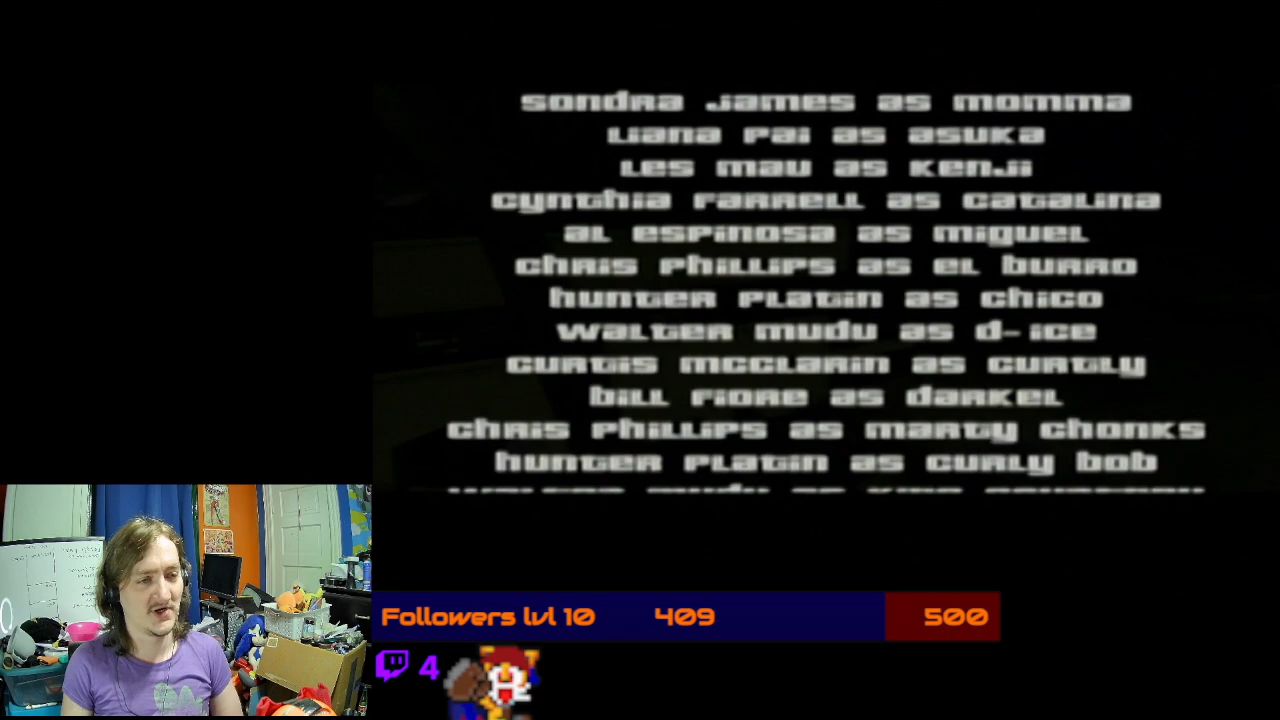 sondra james as momma
liana pai as asuka
les mau as kenji
cynthia farrell as catalina
al espinosa as miguel
chris phillips as el burro
hunter platin as chico
walter mudu as d-ice
curtis mcclarin as curtly
bill fiore as darkel
chris phillips as marty chonks
hunter platin as curly bob
Followers lvl 10 409 500
4